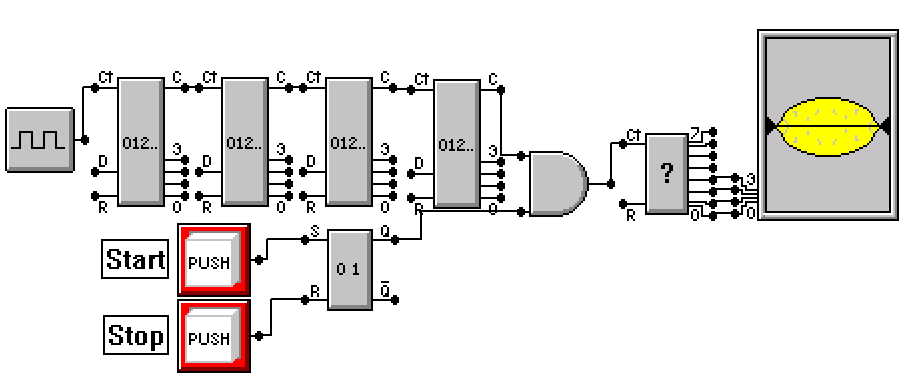 Ct C Ct C Ct C Ct C
012.. 012.. 012.. 012..
D 3 D 3 D 3 D 3
R 0 R 0 R 0 R 0
Ct 7
?
R 0
3
0
Start
PUSH
S Q
0 1
R Q̅
Stop
PUSH